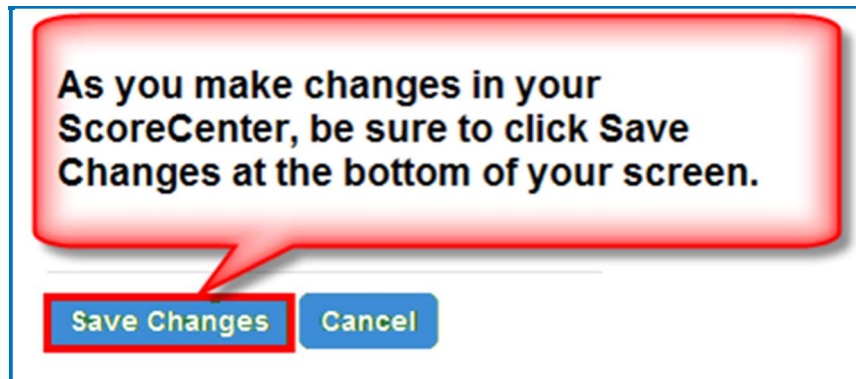 As you make changes in your
ScoreCenter, be sure to click Save
Changes at the bottom of your screen.
Save Changes Cancel